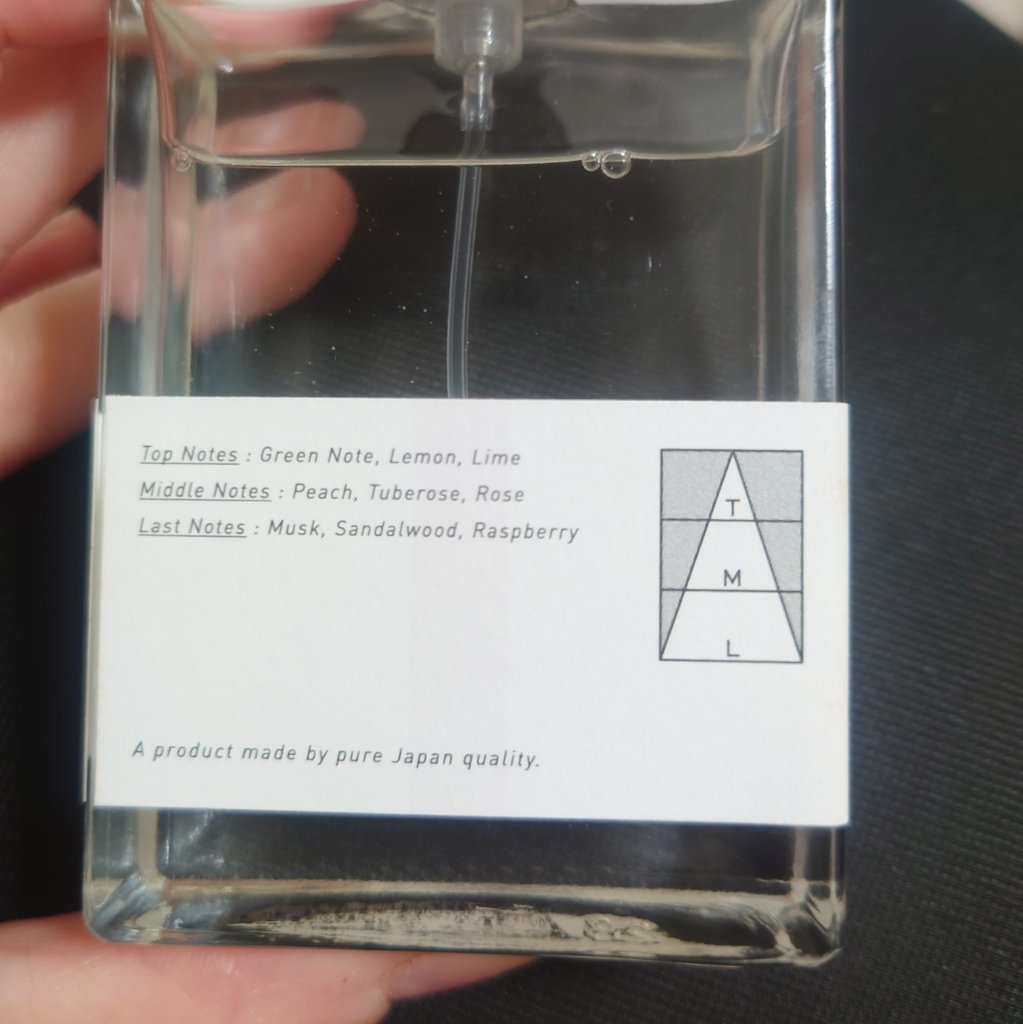 Top Notes : Green Note, Lemon, Lime
Middle Notes : Peach, Tuberose, Rose
Last Notes : Musk, Sandalwood, Raspberry
T
M
L
A product made by pure Japan quality.